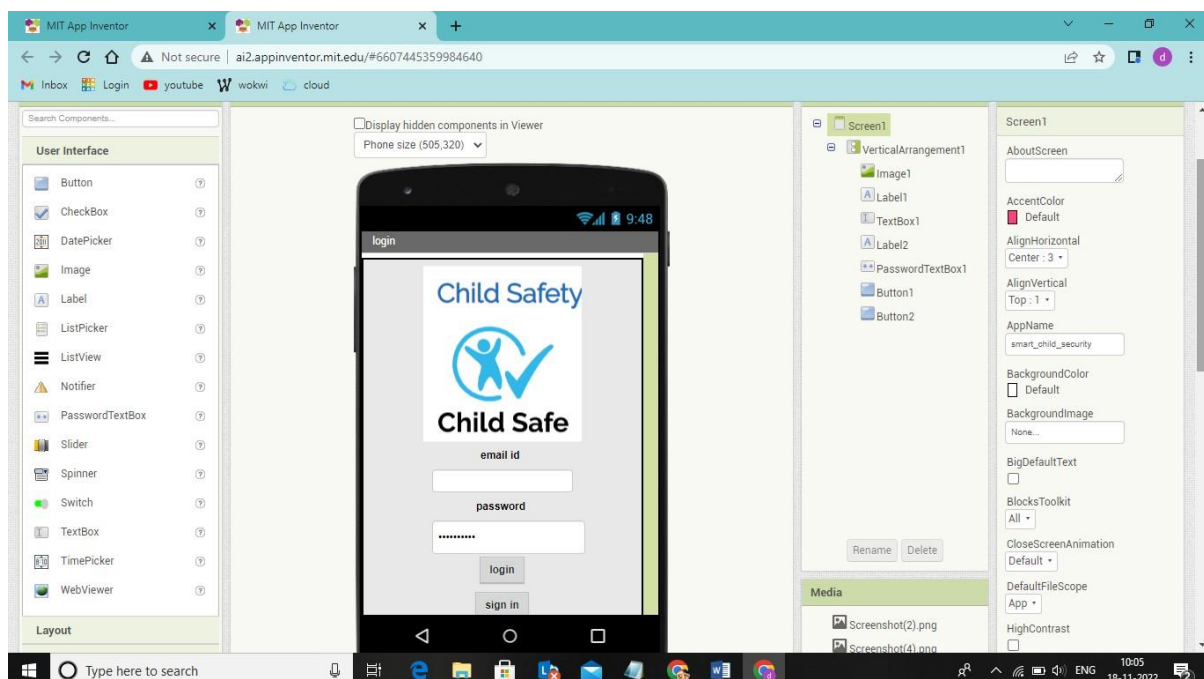 MIT App Inventor
MIT App Inventor
Not secure | ai2.appinventor.mit.edu/#6607445359984640
d
Inbox Login youtube wokwi cloud
Search Components...
User Interface
Button
CheckBox
DatePicker
Image
Label
ListPicker
ListView
Notifier
PasswordTextBox
Slider
Spinner
Switch
TextBox
TimePicker
WebViewer
Layout
Display hidden components in Viewer
Phone size (505,320)
9:48
login
Child Safety
Child Safe
email id
password
login
sign in
Screen1
VerticalArrangement1
Image1
Label1
TextBox1
Label2
PasswordTextBox1
Button1
Button2
Rename Delete
Media
Screenshot(2).png
Screenshot(4).png
Screen1
AboutScreen
AccentColor
Default
AlignHorizontal
Center : 3
AlignVertical
Top : 1
AppName
smart_child_security
BackgroundColor
Default
BackgroundImage
None...
BigDefaultText
BlocksToolkit
All
CloseScreenAnimation
Default
DefaultFileScope
App
HighContrast
Type here to search
ENG
10:05
18-11-2022